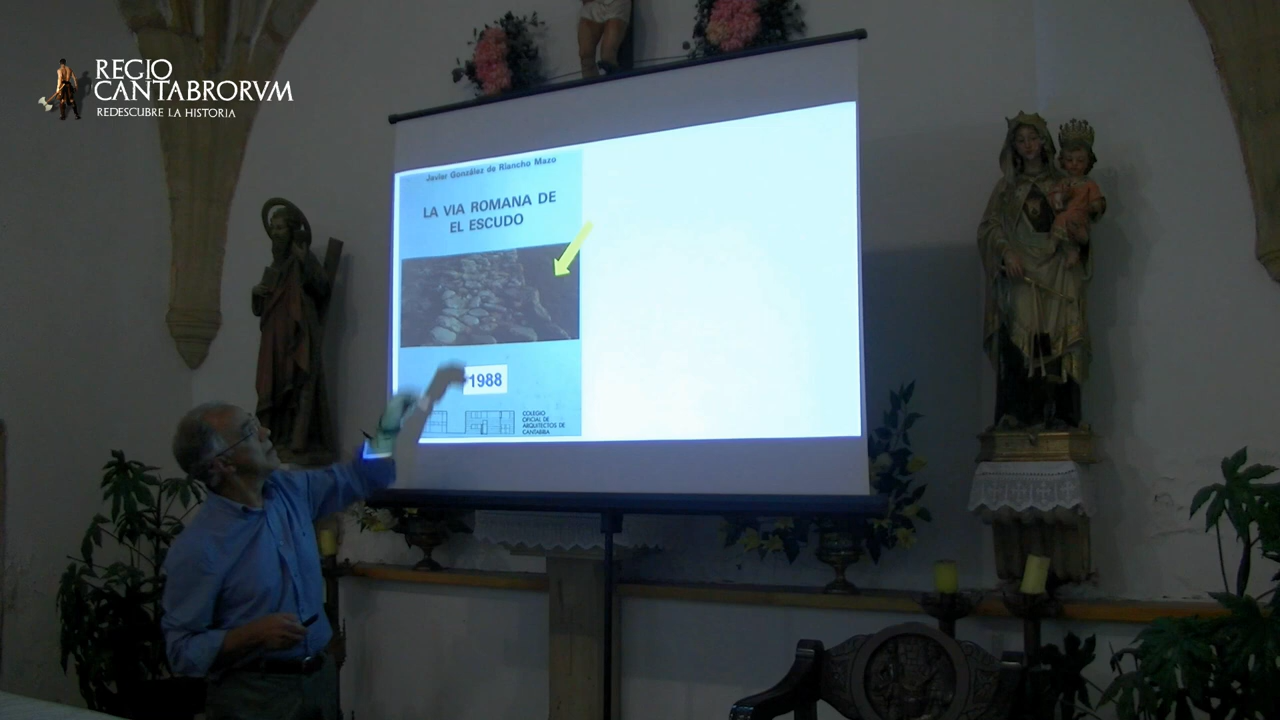 REGIO
CANTABRORVM
REDESCUBRE LA HISTORIA
Javier González de Riancho Mazo
LA VIA ROMANA DE
EL ESCUDO
1988
COLEGIO
OFICIAL DE
ARQUITECTOS DE
CANTABRIA